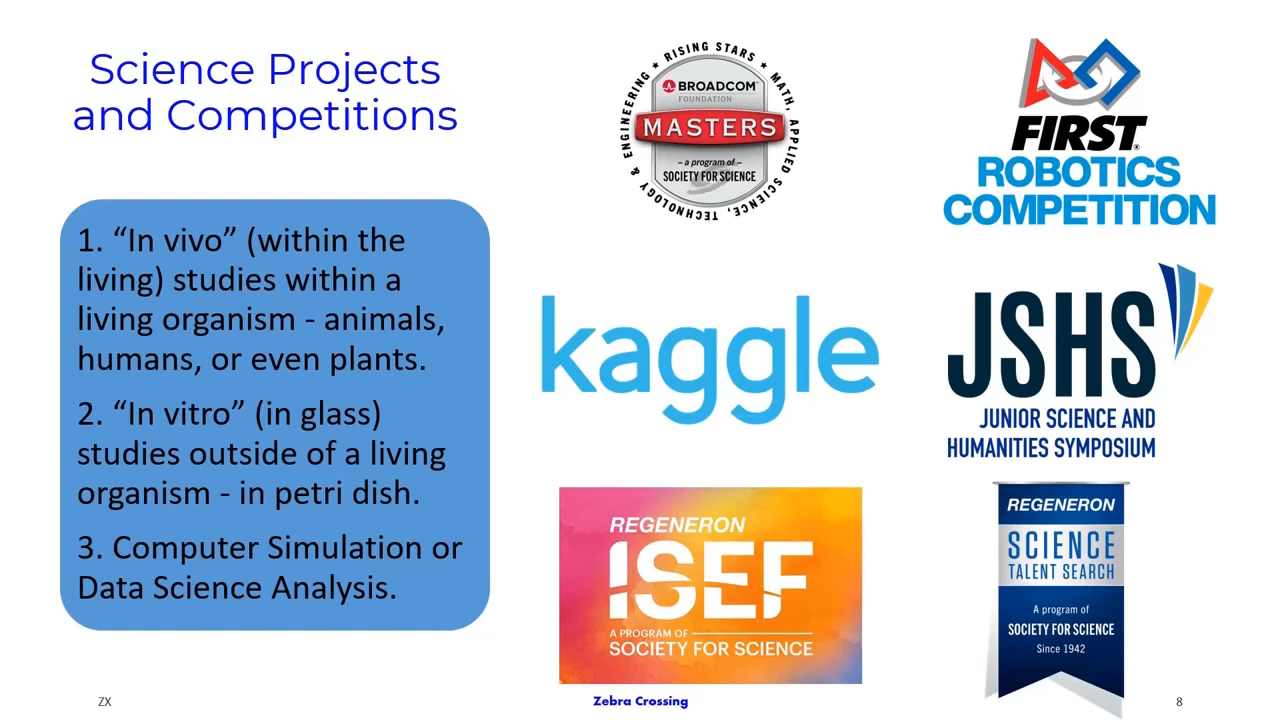 Science Projects
and Competitions
1. “In vivo” (within the
living) studies within a
living organism - animals,
humans, or even plants.
2. “In vitro” (in glass)
studies outside of a living
organism - in petri dish.
3. Computer Simulation or
Data Science Analysis.
RISING STARS ★ MATH, APPLIED SCIENCE, TECHNOLOGY & ENGINEERING ★
BROADCOM®
FOUNDATION
MASTERS®
– a program of –
SOCIETY FOR SCIENCE
FIRST®
ROBOTICS
COMPETITION
kaggle
JSHS
JUNIOR SCIENCE AND
HUMANITIES SYMPOSIUM
REGENERON
ISEF
A PROGRAM OF
SOCIETY FOR SCIENCE
REGENERON
SCIENCE
TALENT SEARCH
A program of
SOCIETY FOR SCIENCE
Since 1942
ZX
Zebra Crossing
8